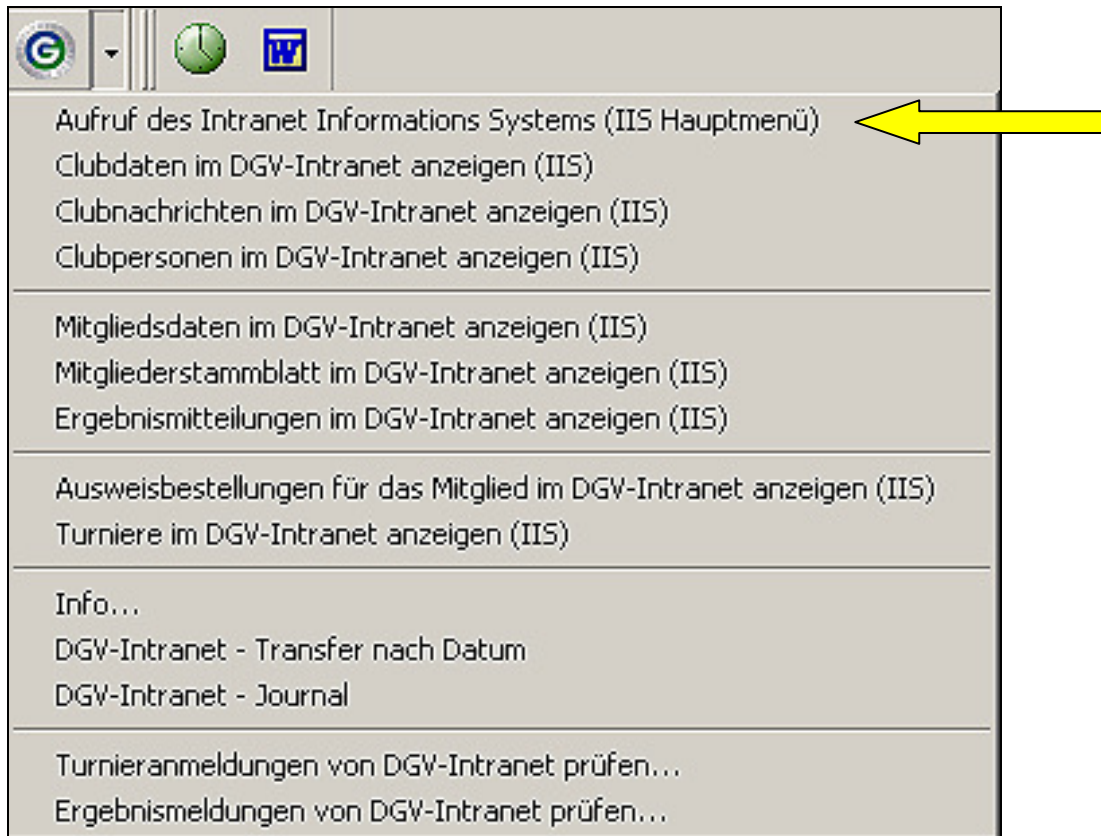 G
W
Aufruf des Intranet Informations Systems (IIS Hauptmenü)
Clubdaten im DGV-Intranet anzeigen (IIS)
Clubnachrichten im DGV-Intranet anzeigen (IIS)
Clubpersonen im DGV-Intranet anzeigen (IIS)
Mitgliedsdaten im DGV-Intranet anzeigen (IIS)
Mitgliederstammblatt im DGV-Intranet anzeigen (IIS)
Ergebnismitteilungen im DGV-Intranet anzeigen (IIS)
Ausweisbestellungen für das Mitglied im DGV-Intranet anzeigen (IIS)
Turniere im DGV-Intranet anzeigen (IIS)
Info...
DGV-Intranet - Transfer nach Datum
DGV-Intranet - Journal
Turnieranmeldungen von DGV-Intranet prüfen...
Ergebnismeldungen von DGV-Intranet prüfen...